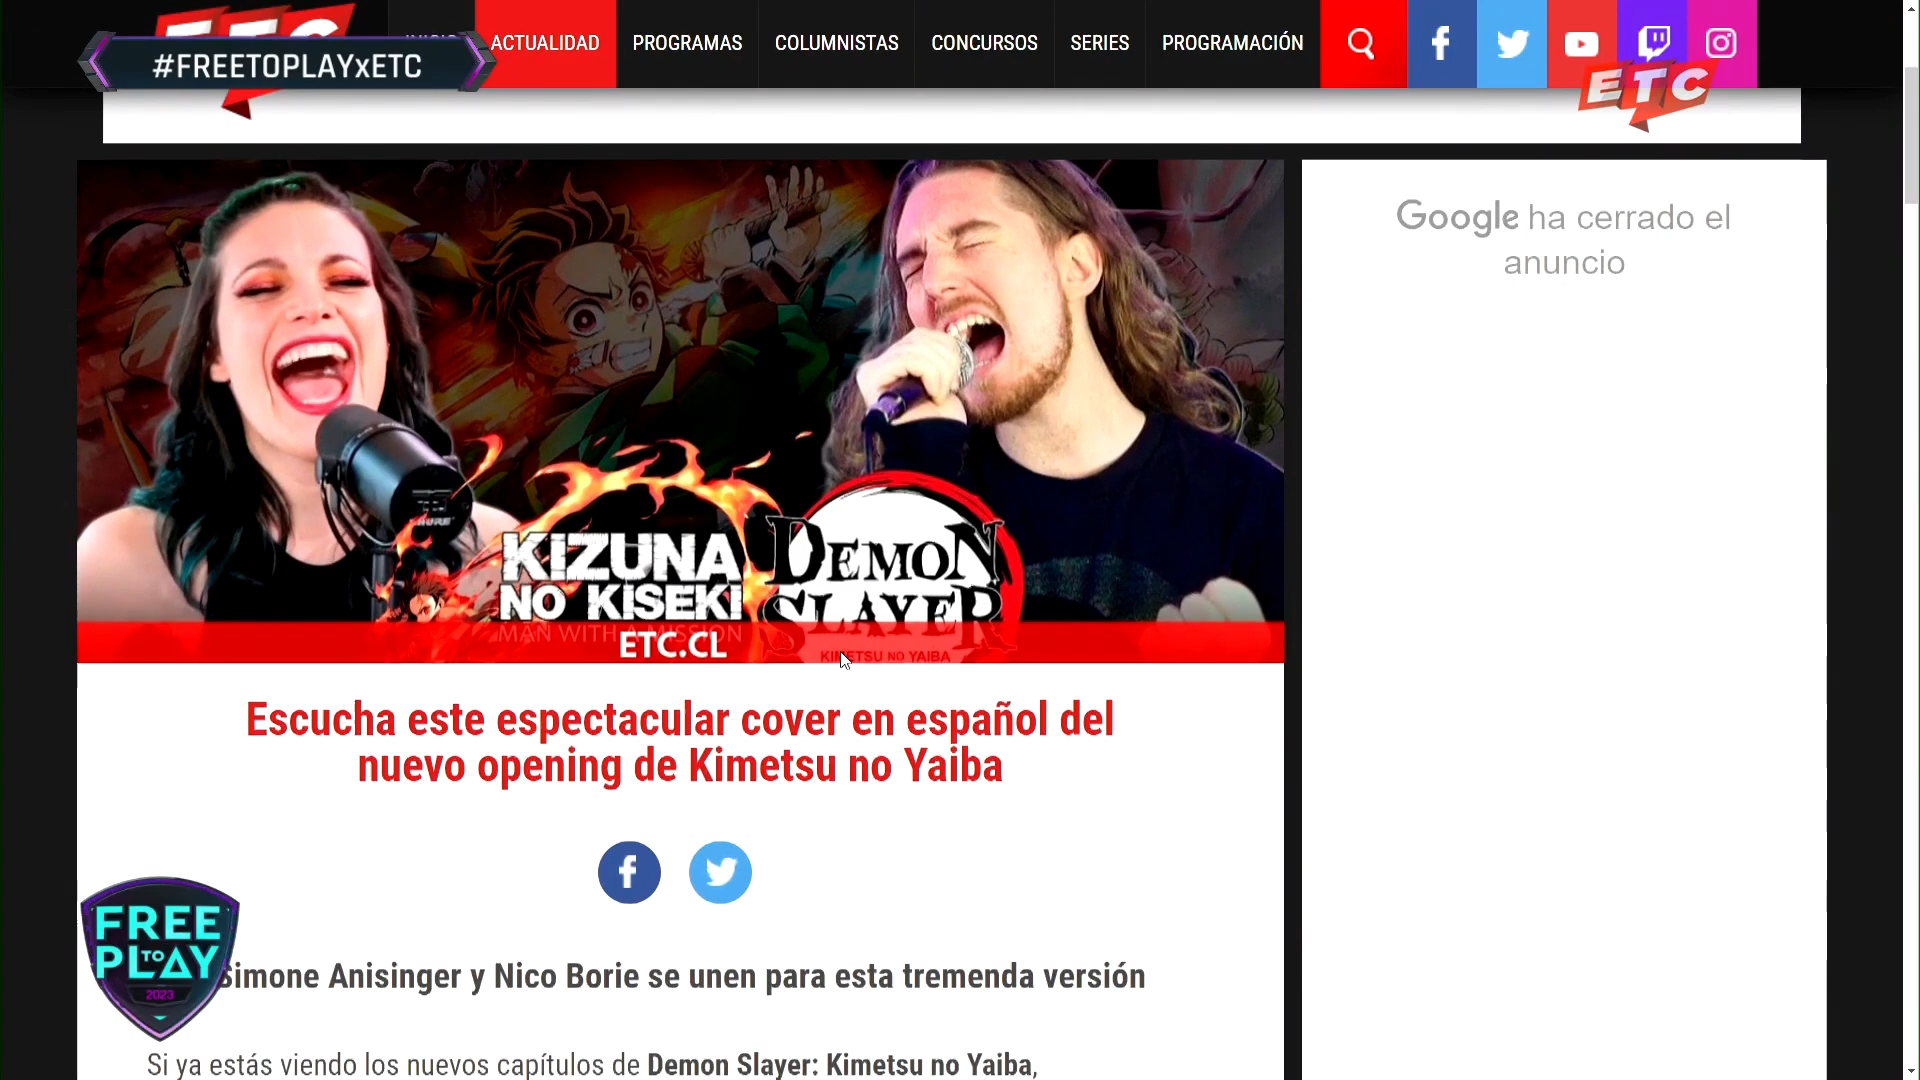 ETC
#FREETOPLAYxETC
ACTUALIDAD
PROGRAMAS
COLUMNISTAS
CONCURSOS
SERIES
PROGRAMACIÓN
ETC
Google ha cerrado el
anuncio
SHURE
KIZUNA
NO KISEKI
MAN WITH A MISSION
DEMON
SLAYER
KIMETSU NO YAIBA
ETC.CL
Escucha este espectacular cover en español del
nuevo opening de Kimetsu no Yaiba
FREE
TO
PLAY
2023
Simone Anisinger y Nico Borie se unen para esta tremenda versión
Si ya estás viendo los nuevos capítulos de Demon Slayer: Kimetsu no Yaiba,